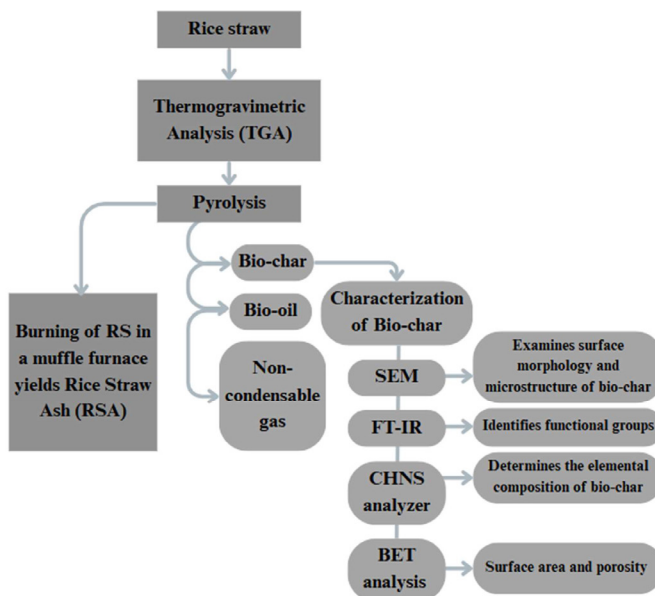 Rice straw
Thermogravimetric
Analysis (TGA)
Pyrolysis
Burning of RS in
a muffle furnace
yields Rice Straw
Ash (RSA)
Bio-char
Bio-oil
Non-
condensable
gas
Characterization
of Bio-char
SEM
Examines surface
morphology and
microstructure of bio-char
FT-IR
Identifies functional groups
CHNS
analyzer
Determines the elemental
composition of bio-char
BET
analysis
Surface area and porosity